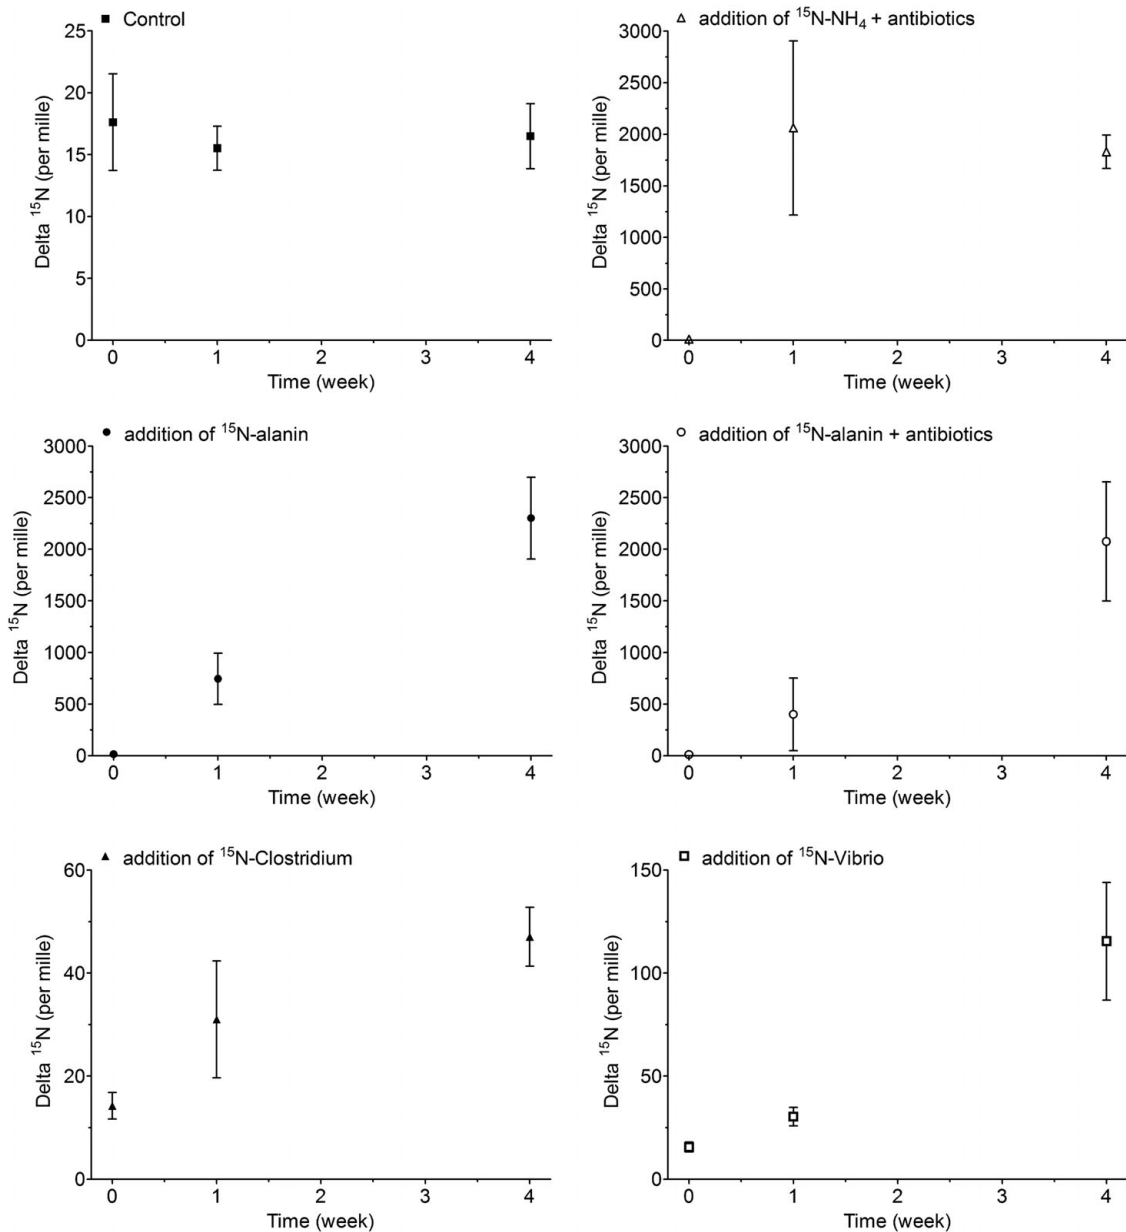 Control
25
20
15
10
5
0
Delta ¹⁵N (per mille)
0 1 2 3 4
Time (week)
addition of ¹⁵N-NH₄ + antibiotics
3000
2500
2000
1500
1000
500
0
Delta ¹⁵N (per mille)
0 1 2 3 4
Time (week)
addition of ¹⁵N-alanin
3000
2500
2000
1500
1000
500
0
Delta ¹⁵N (per mille)
0 1 2 3 4
Time (week)
addition of ¹⁵N-alanin + antibiotics
3000
2500
2000
1500
1000
500
0
Delta ¹⁵N (per mille)
0 1 2 3 4
Time (week)
addition of ¹⁵N-Clostridium
60
40
20
0
Delta ¹⁵N (per mille)
0 1 2 3 4
Time (week)
addition of ¹⁵N-Vibrio
150
100
50
0
Delta ¹⁵N (per mille)
0 1 2 3 4
Time (week)